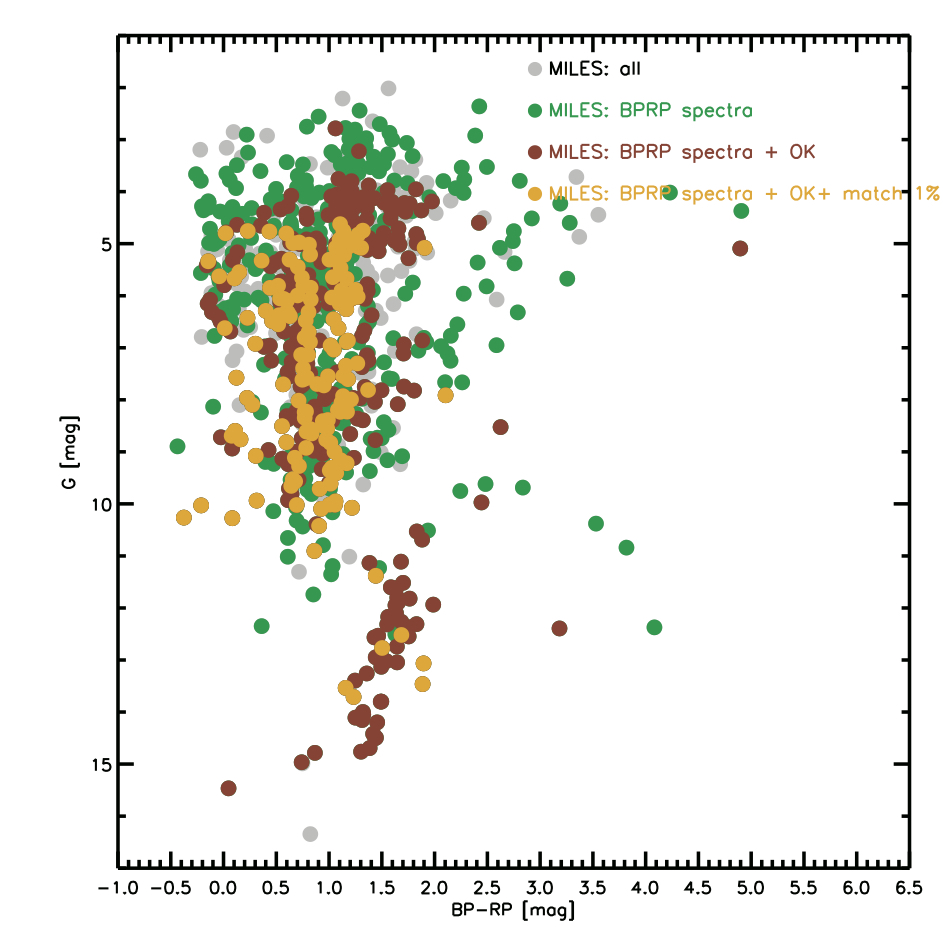 MILES: all
MILES: BPRP spectra
MILES: BPRP spectra + OK
MILES: BPRP spectra + OK+ match 1%
5
10
15
G [mag]
-1.0 -0.5 0.0 0.5 1.0 1.5 2.0 2.5 3.0 3.5 4.0 4.5 5.0 5.5 6.0 6.5
BP-RP [mag]